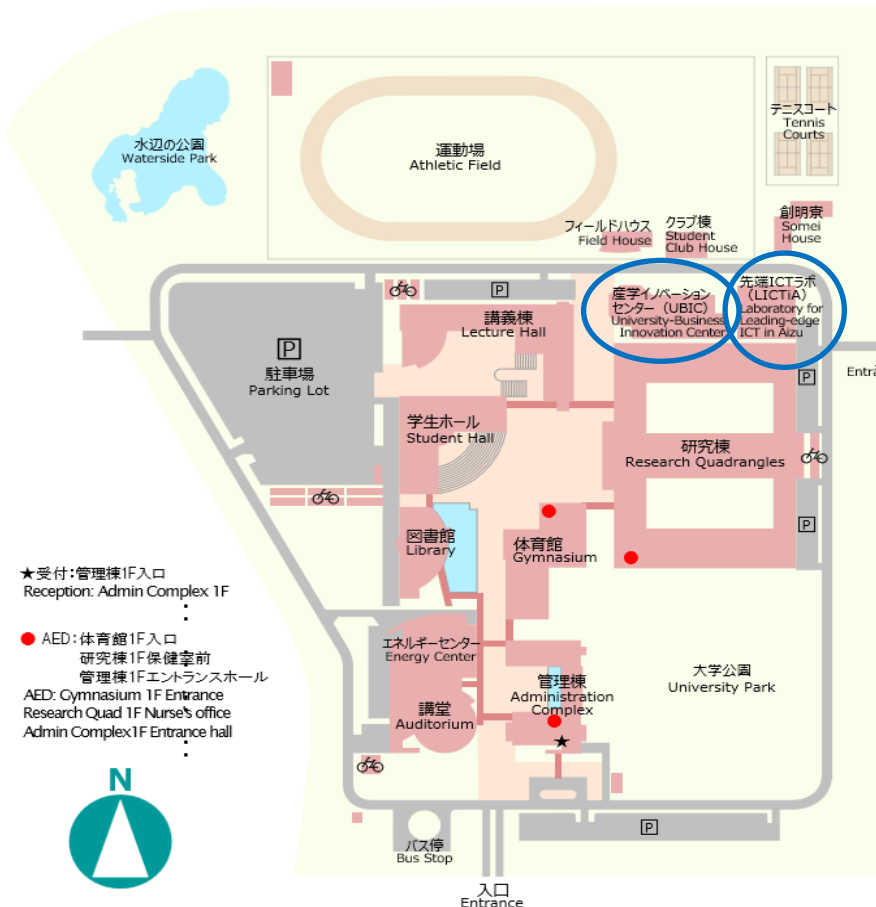 水辺の公園
Waterside Park
運動場
Athletic Field
テニスコート
Tennis
Courts
フィールドハウス
Field House
クラブ棟
Student
Club House
創明寮
Somei
House
産学イノベーション
センター（UBIC）
University-Business
Innovation Center
先端ICTラボ
（LICTiA）
Laboratory for
Leading-edge
ICT in Aizu
P
講義棟
Lecture Hall
P
駐車場
Parking Lot
P
学生ホール
Student Hall
研究棟
Research Quadrangles
図書館
Library
体育館
Gymnasium
P
★受付：管理棟1F入口
Reception: Admin Complex 1F
● AED：体育館1F入口
研究棟1F保健室前
管理棟1Fエントランスホール
AED: Gymnasium 1F Entrance
Research Quad 1F Nurse's office
Admin Complex1F Entrance hall
エネルギーセンター
Energy Center
講堂
Auditorium
管理棟
Administration
Complex
★
大学公園
University Park
N
バス停
Bus Stop
P
入口
Entrance